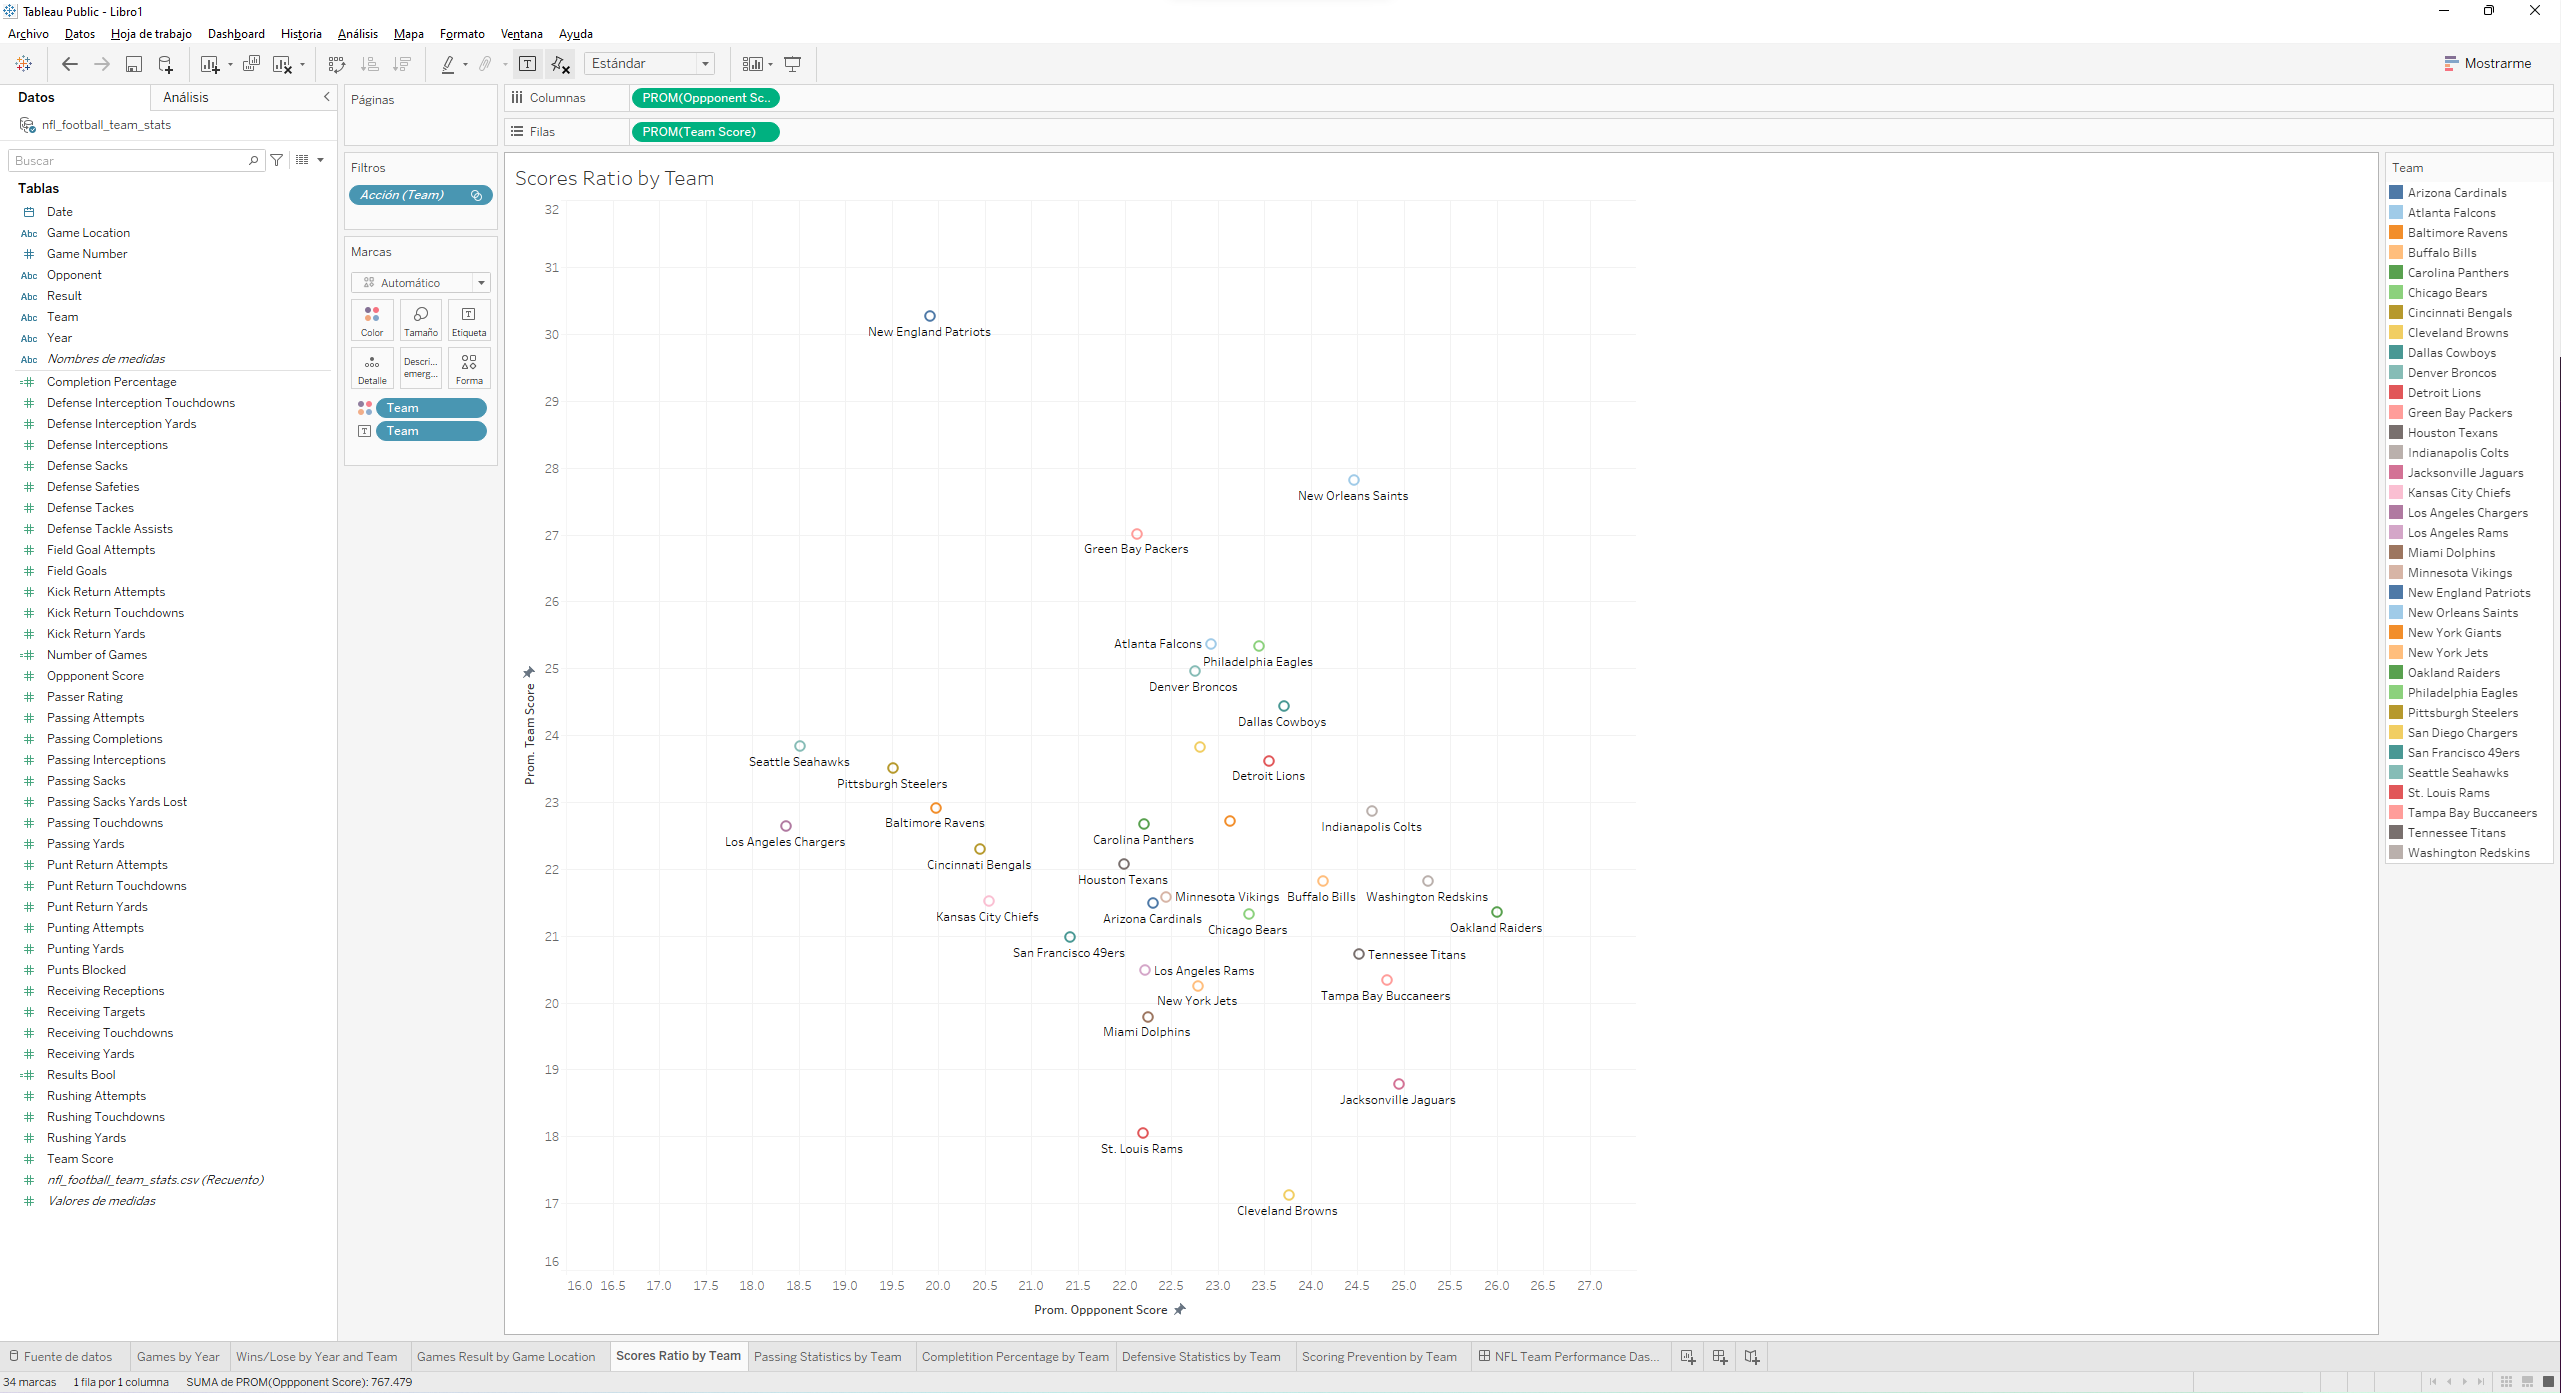 Tableau Public - Libro1
Archivo Datos Hoja de trabajo Dashboard Historia Análisis Mapa Formato Ventana Ayuda
Estándar
Mostrarme
Datos Análisis
nfl_football_team_stats
Buscar
Tablas
Date
Abc Game Location
Game Number
Abc Opponent
Abc Result
Abc Team
Abc Year
Abc Nombres de medidas
Completion Percentage
Defense Interception Touchdowns
Defense Interception Yards
Defense Interceptions
Defense Sacks
Defense Safeties
Defense Tackes
Defense Tackle Assists
Field Goal Attempts
Field Goals
Kick Return Attempts
Kick Return Touchdowns
Kick Return Yards
Number of Games
Oppponent Score
Passer Rating
Passing Attempts
Passing Completions
Passing Interceptions
Passing Sacks
Passing Sacks Yards Lost
Passing Touchdowns
Passing Yards
Punt Return Attempts
Punt Return Touchdowns
Punt Return Yards
Punting Attempts
Punting Yards
Punts Blocked
Receiving Receptions
Receiving Targets
Receiving Touchdowns
Receiving Yards
Results Bool
Rushing Attempts
Rushing Touchdowns
Rushing Yards
Team Score
nfl_football_team_stats.csv (Recuento)
Valores de medidas
Páginas
Filtros
Acción (Team)
Marcas
Automático
Color Tamaño Etiqueta
Detalle Descri... emerg... Forma
Team
Team
Columnas PROM(Oppponent Sc..
Filas PROM(Team Score)
Scores Ratio by Team
32
31
30
29
28
27
26
25
24
23
22
21
20
19
18
17
16
Prom. Team Score
New England Patriots
New Orleans Saints
Green Bay Packers
Atlanta Falcons
Philadelphia Eagles
Denver Broncos
Dallas Cowboys
Seattle Seahawks
Detroit Lions
Pittsburgh Steelers
Baltimore Ravens
Indianapolis Colts
Los Angeles Chargers
Carolina Panthers
Cincinnati Bengals
Houston Texans
Minnesota Vikings Buffalo Bills Washington Redskins
Kansas City Chiefs
Arizona Cardinals
Chicago Bears
Oakland Raiders
San Francisco 49ers
Tennessee Titans
Los Angeles Rams
Tampa Bay Buccaneers
New York Jets
Miami Dolphins
Jacksonville Jaguars
St. Louis Rams
Cleveland Browns
16.0 16.5 17.0 17.5 18.0 18.5 19.0 19.5 20.0 20.5 21.0 21.5 22.0 22.5 23.0 23.5 24.0 24.5 25.0 25.5 26.0 26.5 27.0
Prom. Oppponent Score
Team
Arizona Cardinals
Atlanta Falcons
Baltimore Ravens
Buffalo Bills
Carolina Panthers
Chicago Bears
Cincinnati Bengals
Cleveland Browns
Dallas Cowboys
Denver Broncos
Detroit Lions
Green Bay Packers
Houston Texans
Indianapolis Colts
Jacksonville Jaguars
Kansas City Chiefs
Los Angeles Chargers
Los Angeles Rams
Miami Dolphins
Minnesota Vikings
New England Patriots
New Orleans Saints
New York Giants
New York Jets
Oakland Raiders
Philadelphia Eagles
Pittsburgh Steelers
San Diego Chargers
San Francisco 49ers
Seattle Seahawks
St. Louis Rams
Tampa Bay Buccaneers
Tennessee Titans
Washington Redskins
Fuente de datos Games by Year Wins/Lose by Year and Team Games Result by Game Location Scores Ratio by Team Passing Statistics by Team Completition Percentage by Team Defensive Statistics by Team Scoring Prevention by Team NFL Team Performance Das...
34 marcas 1 fila por 1 columna SUMA de PROM(Oppponent Score): 767.479